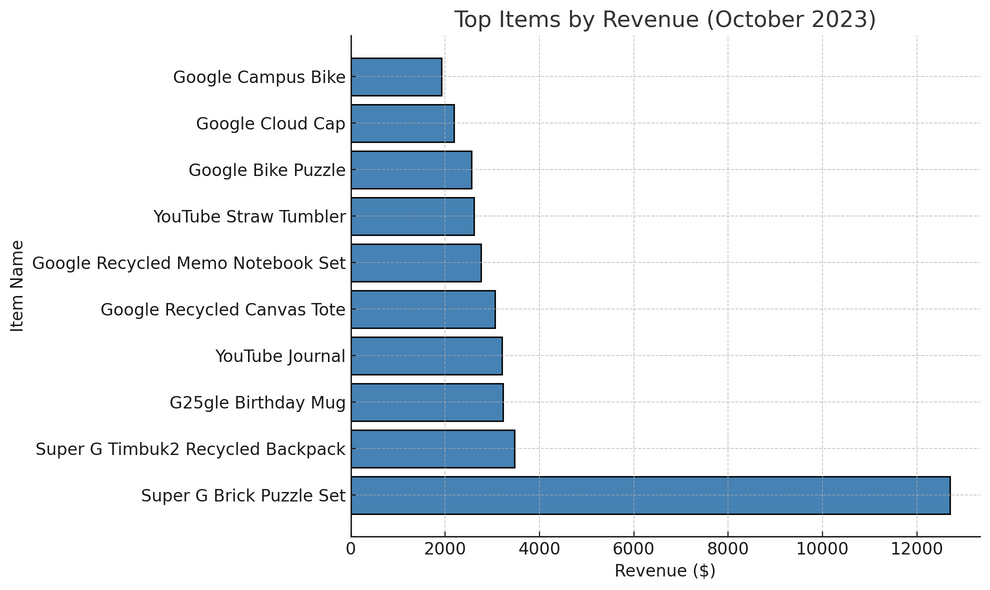 Top Items by Revenue (October 2023)
Google Campus Bike
Google Cloud Cap
Google Bike Puzzle
YouTube Straw Tumbler
Google Recycled Memo Notebook Set
Google Recycled Canvas Tote
YouTube Journal
G25gle Birthday Mug
Super G Timbuk2 Recycled Backpack
Super G Brick Puzzle Set
Item Name
0 2000 4000 6000 8000 10000 12000
Revenue ($)